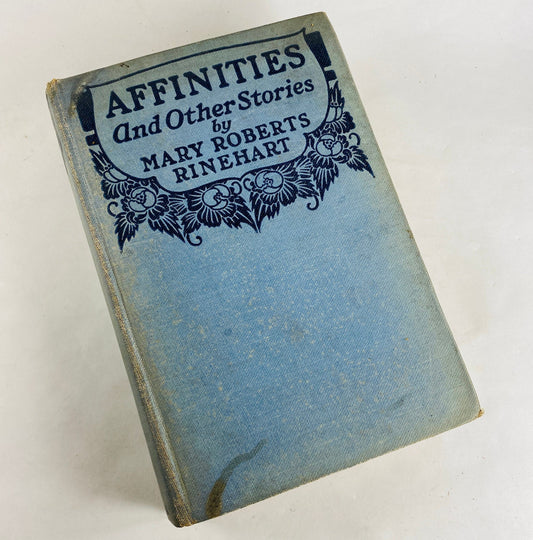 AFFINITIES
and Other Stories
by
MARY ROBERTS
RINEHART